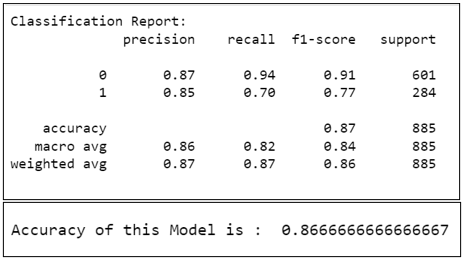 Classification Report:
precision recall f1-score support
0 0.87 0.94 0.91 601
1 0.85 0.70 0.77 284
accuracy 0.87 885
macro avg 0.86 0.82 0.84 885
weighted avg 0.87 0.87 0.86 885
Accuracy of this Model is : 0.8666666666666667